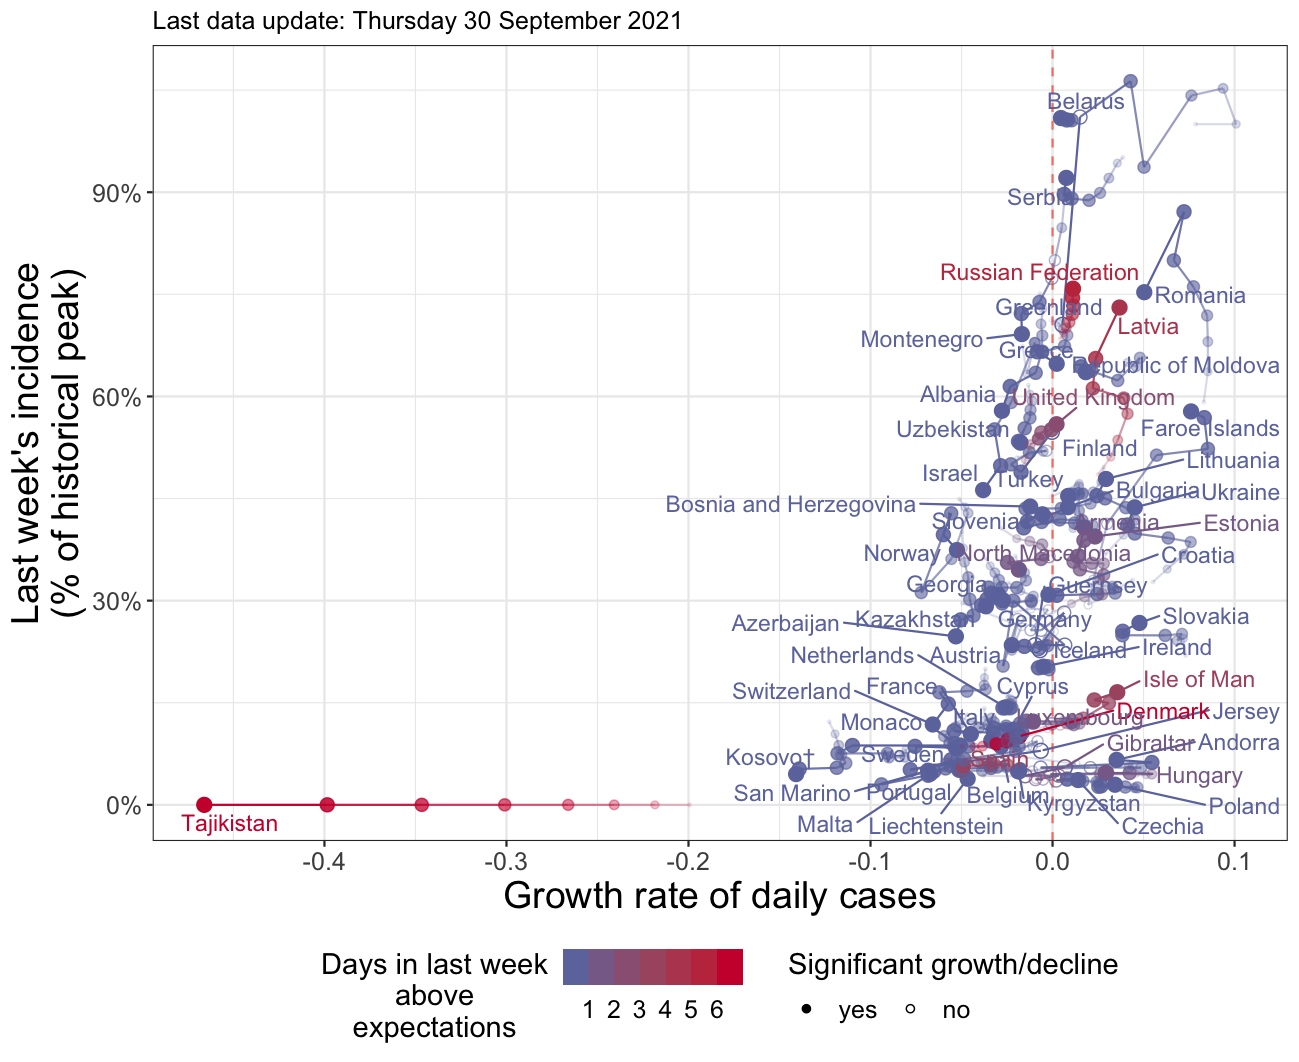 Last data update: Thursday 30 September 2021
Last week's incidence
(% of historical peak)
90%
60%
30%
0%
Belarus
Serbia
Russian Federation
Romania
Greenland
Latvia
Montenegro
Greece
Republic of Moldova
Albania
United Kingdom
Uzbekistan
Faroe Islands
Finland
Lithuania
Israel
Turkey
Bulgaria
Ukraine
Bosnia and Herzegovina
Slovenia
Armenia
Estonia
Norway
North Macedonia
Croatia
Georgia
Guernsey
Azerbaijan
Kazakhstan
Germany
Slovakia
Netherlands
Austria
Iceland
Ireland
Switzerland
France
Cyprus
Isle of Man
Monaco
Italy
Luxembourg
Denmark
Jersey
Kosovo†
Sweden
Spain
Gibraltar
Andorra
Hungary
San Marino
Portugal
Belgium
Kyrgyzstan
Poland
Malta
Liechtenstein
Czechia
Tajikistan
-0.4
-0.3
-0.2
-0.1
0.0
0.1
Growth rate of daily cases
Days in last week
above
expectations
1 2 3 4 5 6
Significant growth/decline
yes
no